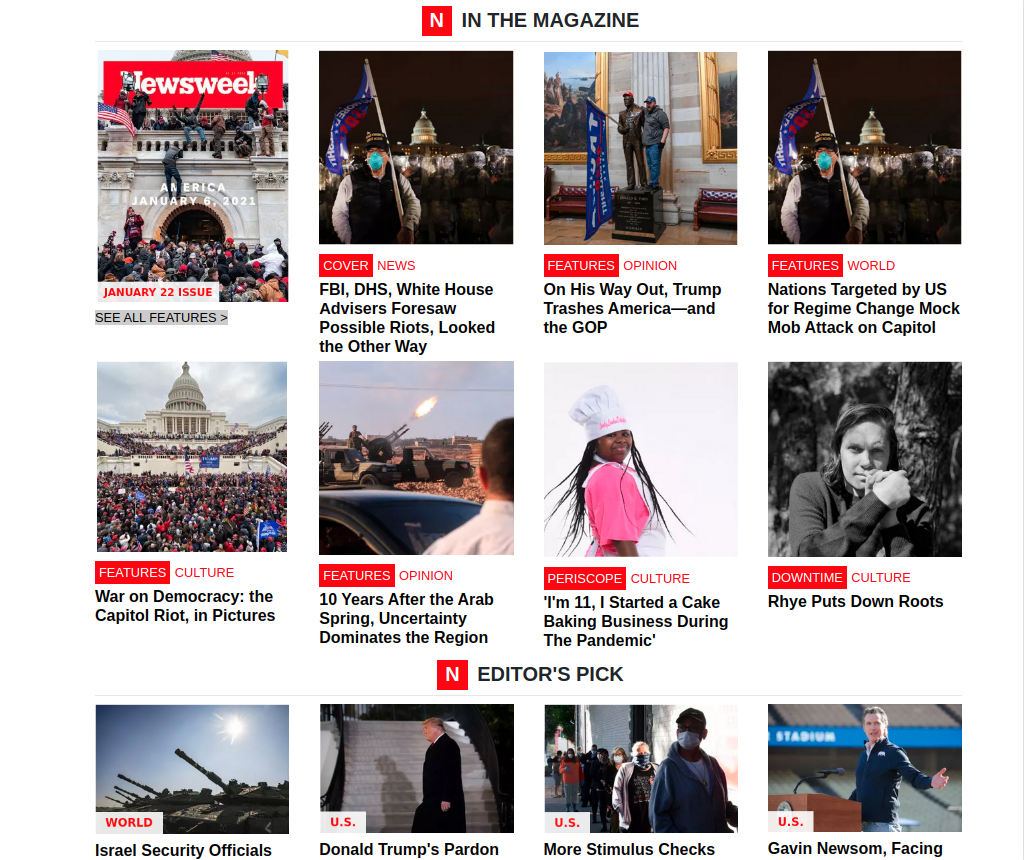 N IN THE MAGAZINE
Newsweek
AMERICA
JANUARY 6, 2021
JANUARY 22 ISSUE
SEE ALL FEATURES >
COVER NEWS
FBI, DHS, White House
Advisers Foresaw
Possible Riots, Looked
the Other Way
TRUMP
FEATURES OPINION
On His Way Out, Trump
Trashes America—and
the GOP
FEATURES WORLD
Nations Targeted by US
for Regime Change Mock
Mob Attack on Capitol
FEATURES CULTURE
War on Democracy: the
Capitol Riot, in Pictures
FEATURES OPINION
10 Years After the Arab
Spring, Uncertainty
Dominates the Region
PERISCOPE CULTURE
'I'm 11, I Started a Cake
Baking Business During
The Pandemic'
DOWNTIME CULTURE
Rhye Puts Down Roots
N EDITOR'S PICK
WORLD
Israel Security Officials
U.S.
Donald Trump's Pardon
U.S.
More Stimulus Checks
STADIUM
U.S.
Gavin Newsom, Facing